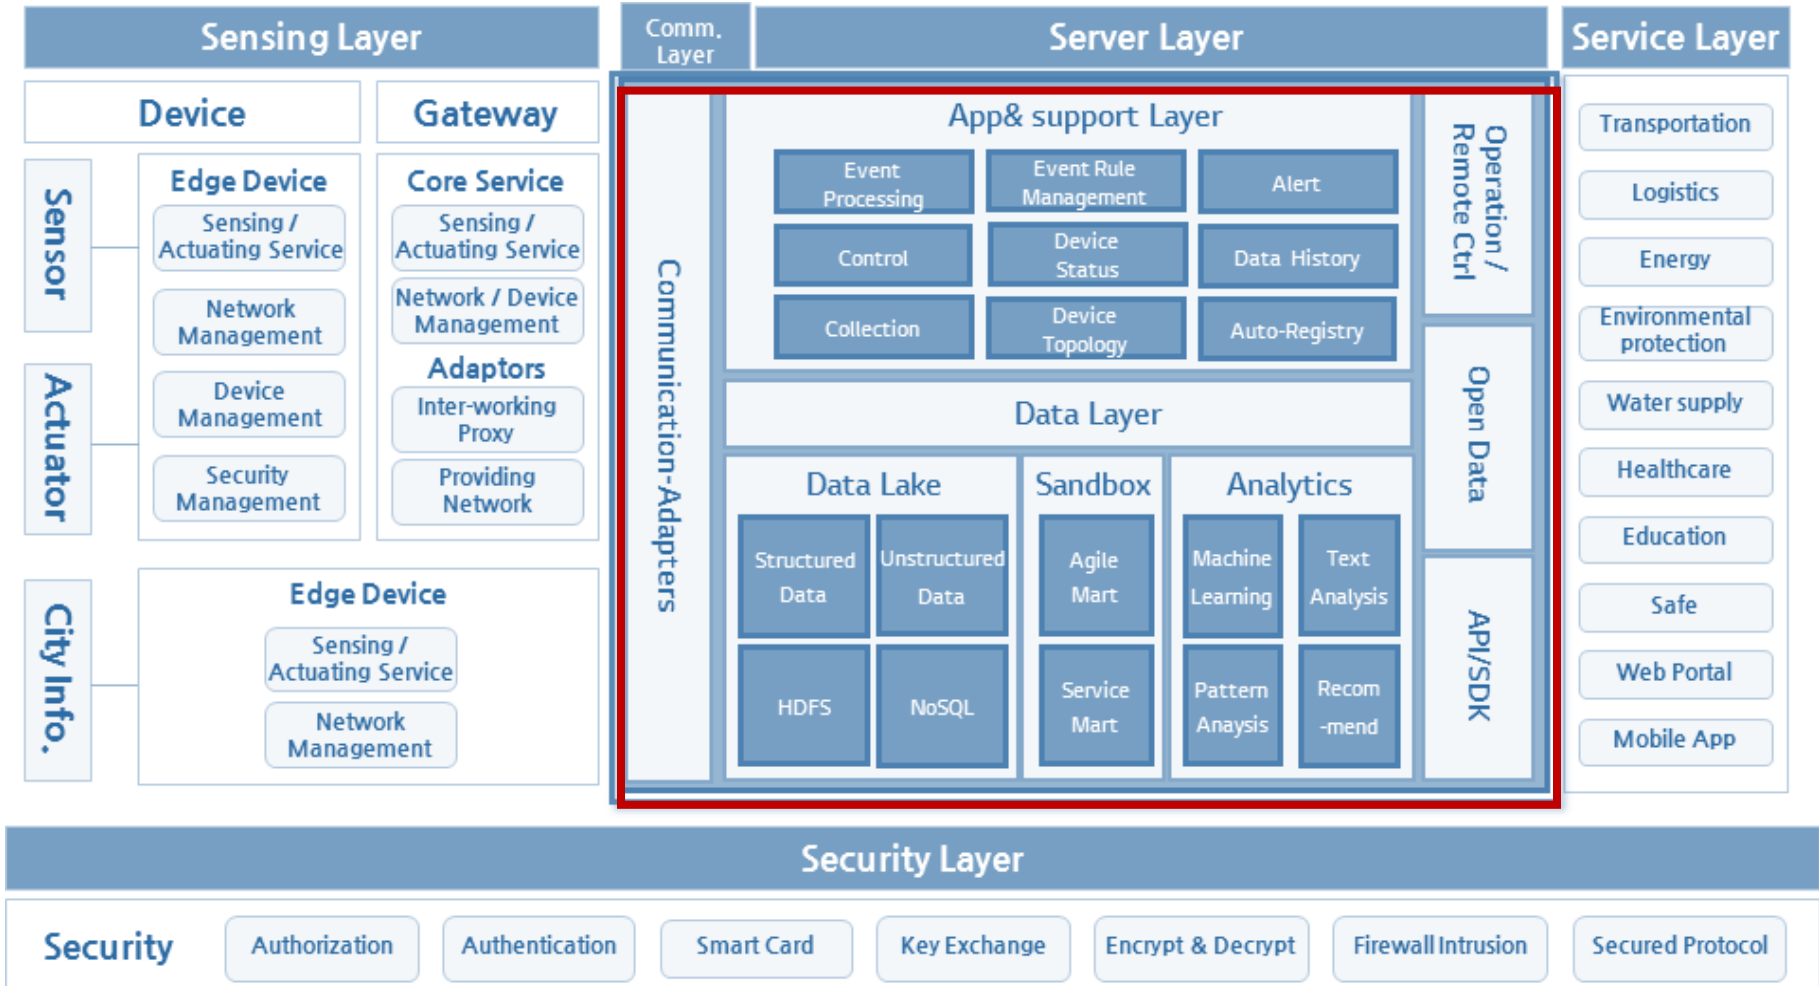 Sensing Layer
Comm.
Layer
Server Layer
Service Layer
Device
Gateway
Sensor
Edge Device
Sensing /
Actuating Service
Network
Management
Device
Management
Security
Management
Actuator
Core Service
Sensing /
Actuating Service
Network / Device
Management
Adaptors
Inter-working
Proxy
Providing
Network
City Info.
Edge Device
Sensing /
Actuating Service
Network
Management
Communication-Adapters
App& support Layer
Event
Processing
Event Rule
Management
Alert
Control
Device
Status
Data History
Collection
Device
Topology
Auto-Registry
Data Layer
Data Lake
Structured
Data
Unstructured
Data
HDFS
NoSQL
Sandbox
Agile
Mart
Service
Mart
Analytics
Machine
Learning
Text
Analysis
Pattern
Anaysis
Recom
-mend
Operation /
Remote Ctrl
Open Data
API/SDK
Transportation
Logistics
Energy
Environmental
protection
Water supply
Healthcare
Education
Safe
Web Portal
Mobile App
Security Layer
Security
Authorization
Authentication
Smart Card
Key Exchange
Encrypt & Decrypt
Firewall Intrusion
Secured Protocol